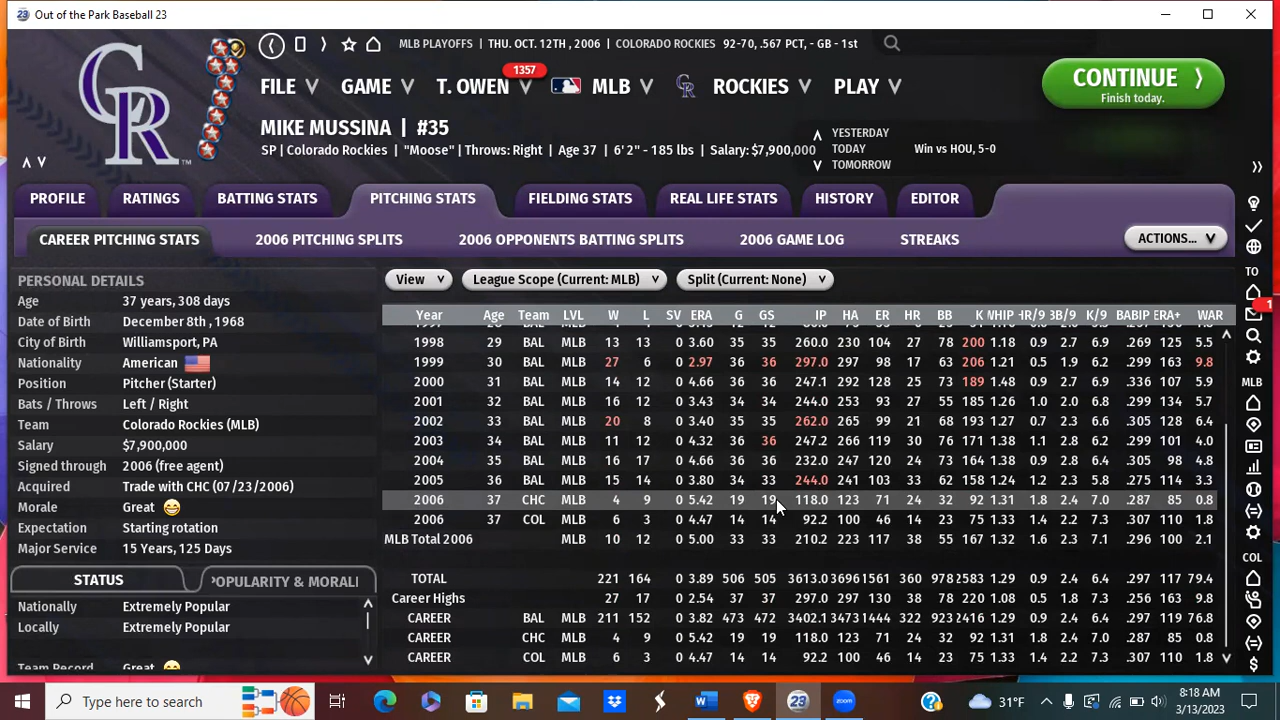 23 Out of the Park Baseball 23
MLB PLAYOFFS | THU. OCT. 12TH , 2006 | COLORADO ROCKIES 92-70, .567 PCT, - GB - 1st
FILE GAME T. OWEN 1357 MLB ROCKIES PLAY
CONTINUE
Finish today.
MIKE MUSSINA | #35
SP | Colorado Rockies | "Moose" | Throws: Right | Age 37 | 6' 2" - 185 lbs | Salary: $7,900,000
YESTERDAY
TODAY Win vs HOU, 5-0
TOMORROW
PROFILE RATINGS BATTING STATS PITCHING STATS FIELDING STATS REAL LIFE STATS HISTORY EDITOR
CAREER PITCHING STATS 2006 PITCHING SPLITS 2006 OPPONENTS BATTING SPLITS 2006 GAME LOG STREAKS ACTIONS...
PERSONAL DETAILS
Age 37 years, 308 days
Date of Birth December 8th , 1968
City of Birth Williamsport, PA
Nationality American
Position Pitcher (Starter)
Bats / Throws Left / Right
Team Colorado Rockies (MLB)
Salary $7,900,000
Signed through 2006 (free agent)
Acquired Trade with CHC (07/23/2006)
Morale Great
Expectation Starting rotation
Major Service 15 Years, 125 Days
STATUS OPULARITY & MORALI
Nationally Extremely Popular
Locally Extremely Popular
Team Record Great
View League Scope (Current: MLB) Split (Current: None)
Year Age Team LVL W L SV ERA G GS IP HA ER HR BB K WHIP HR/9 3B/9 K/9 BABIP ERA+ WAR
1998 29 BAL MLB 13 13 0 3.60 35 35 260.0 230 104 27 78 200 1.18 0.9 2.7 6.9 .269 125 5.5
1999 30 BAL MLB 27 6 0 2.97 36 36 297.0 297 98 17 63 206 1.21 0.5 1.9 6.2 .299 163 9.8
2000 31 BAL MLB 14 12 0 4.66 36 36 247.1 292 128 25 73 189 1.48 0.9 2.7 6.9 .336 107 5.9
2001 32 BAL MLB 16 12 0 3.43 34 34 244.0 253 93 27 55 185 1.26 1.0 2.0 6.8 .299 134 5.7
2002 33 BAL MLB 20 8 0 3.40 35 35 262.0 265 99 21 68 193 1.27 0.7 2.3 6.6 .305 128 6.4
2003 34 BAL MLB 11 12 0 4.32 36 36 247.2 266 119 30 76 171 1.38 1.1 2.8 6.2 .299 101 4.0
2004 35 BAL MLB 16 17 0 4.66 36 36 232.0 247 120 24 73 164 1.38 0.9 2.8 6.4 .305 98 4.8
2005 36 BAL MLB 15 14 0 3.80 34 33 244.0 241 103 33 62 158 1.24 1.2 2.3 5.8 .275 114 3.3
2006 37 CHC MLB 4 9 0 5.42 19 19 118.0 123 71 24 32 92 1.31 1.8 2.4 7.0 .287 85 0.8
2006 37 COL MLB 6 3 0 4.47 14 14 92.2 100 46 14 23 75 1.33 1.4 2.2 7.3 .307 110 1.8
MLB Total 2006 MLB 10 12 0 5.00 33 33 210.2 223 117 38 55 167 1.32 1.6 2.3 7.1 .296 100 2.1
TOTAL 221 164 0 3.89 506 505 3613.0 3696 1561 360 978 2583 1.29 0.9 2.4 6.4 .297 117 79.4
Career Highs 27 17 0 2.54 37 37 297.0 297 130 38 78 220 1.08 0.5 1.8 7.3 .256 163 9.8
CAREER BAL MLB 211 152 0 3.82 473 472 3402.1 3473 1444 322 923 2416 1.29 0.9 2.4 6.4 .297 119 76.8
CAREER CHC MLB 4 9 0 5.42 19 19 118.0 123 71 24 32 92 1.31 1.8 2.4 7.0 .287 85 0.8
CAREER COL MLB 6 3 0 4.47 14 14 92.2 100 46 14 23 75 1.33 1.4 2.2 7.3 .307 110 1.8
TO
1
MLB
COL
Type here to search
31°F
8:18 AM
3/13/2023